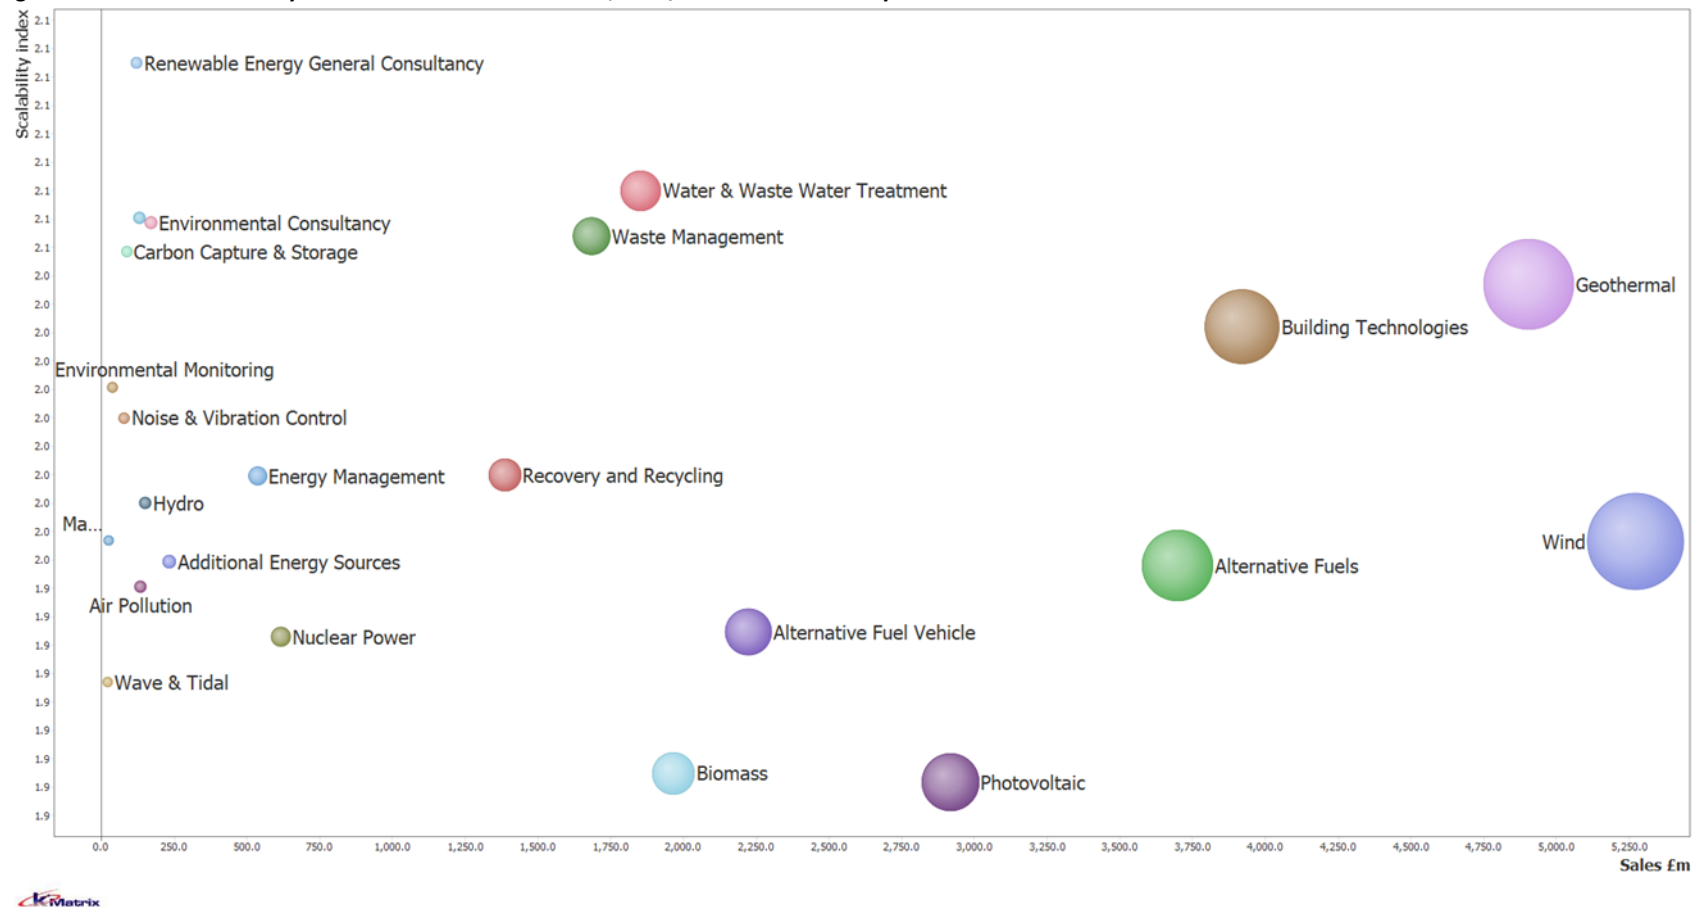 Scalability index
2.1
2.1
Renewable Energy General Consultancy
2.1
2.1
2.1
2.1
2.1
Water & Waste Water Treatment
2.1
Environmental Consultancy
Waste Management
2.1
Carbon Capture & Storage
2.0
Geothermal
2.0
Building Technologies
2.0
2.0
Environmental Monitoring
2.0
2.0
Noise & Vibration Control
2.0
2.0
Energy Management
Recovery and Recycling
2.0
Hydro
Ma...
2.0
Wind
2.0
Additional Energy Sources
Alternative Fuels
1.9
Air Pollution
1.9
Alternative Fuel Vehicle
1.9
Nuclear Power
1.9
Wave & Tidal
1.9
1.9
Biomass
1.9
Photovoltaic
1.9
0.0 250.0 500.0 750.0 1,000.0 1,250.0 1,500.0 1,750.0 2,000.0 2,250.0 2,500.0 2,750.0 3,000.0 3,250.0 3,500.0 3,750.0 4,000.0 4,250.0 4,500.0 4,750.0 5,000.0 5,250.0
Sales £m
KMatrix